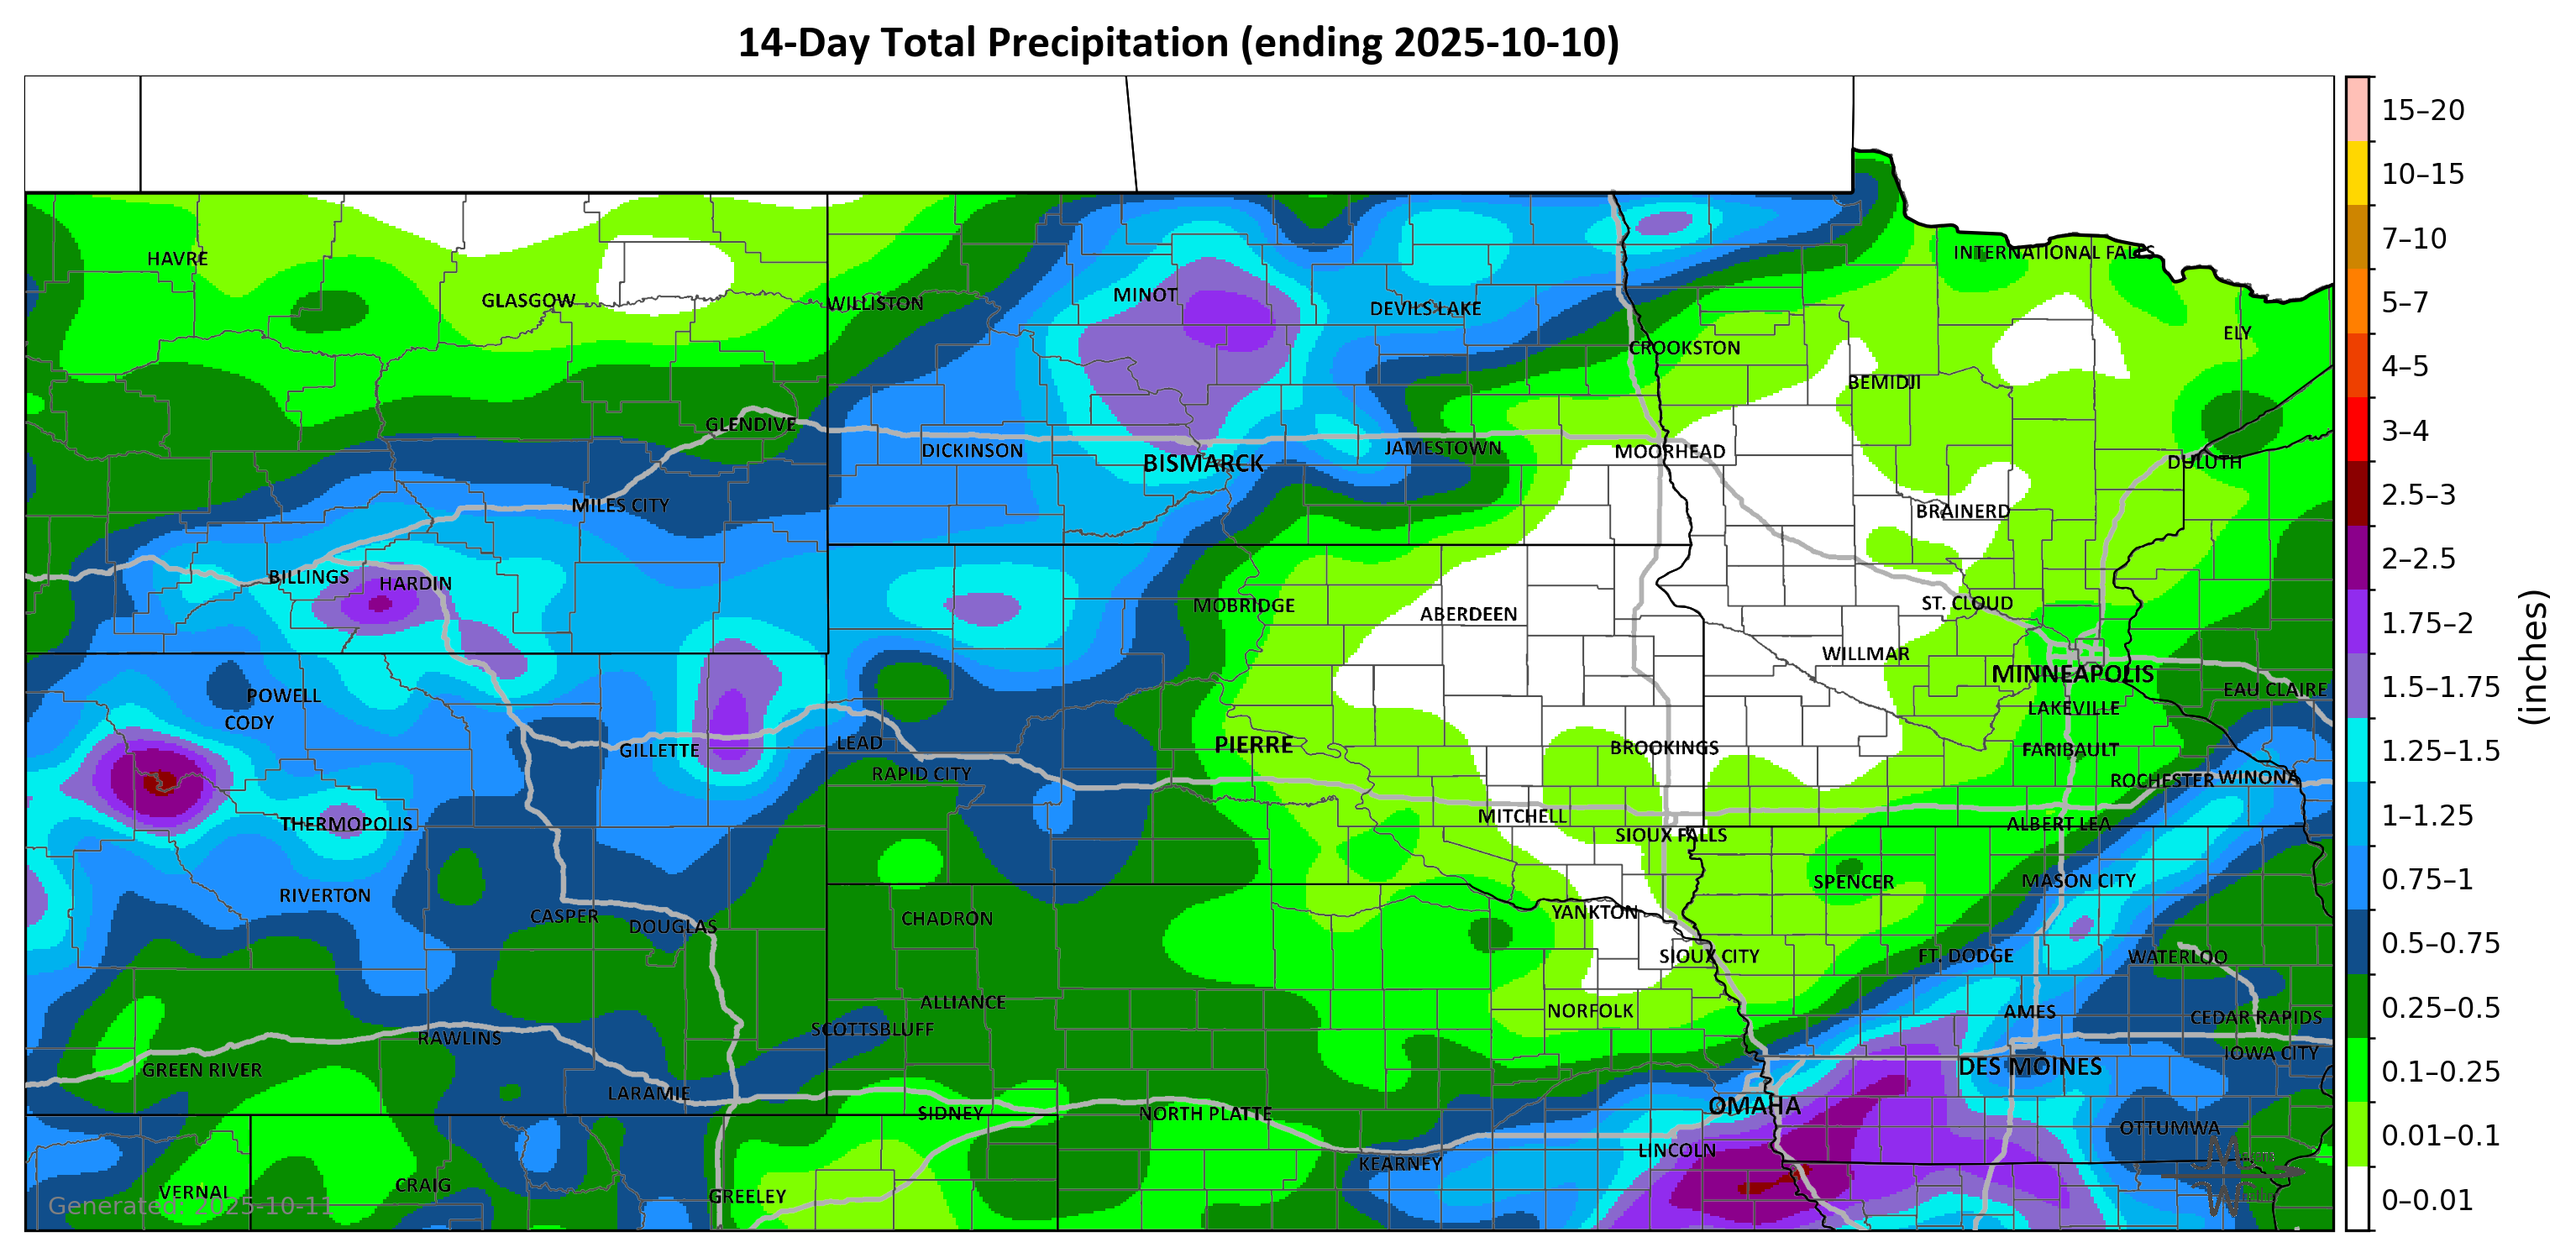 14-Day Total Precipitation (ending 2025-10-10)
15–20
10–15
HAVRE
INTERNATIONAL FALLS
7–10
GLASGOW
WILLISTON
MINOT
DEVILS LAKE
5–7
ELY
CROOKSTON
BEMIDJI
4–5
GLENDIVE
3–4
DICKINSON
BISMARCK
JAMESTOWN
MOORHEAD
DULUTH
MILES CITY
BRAINERD
2.5–3
BILLINGS
HARDIN
2–2.5
MOBRIDGE
ABERDEEN
ST. CLOUD
1.75–2
WILLMAR
MINNEAPOLIS
(inches)
POWELL
EAU CLAIRE
1.5–1.75
CODY
LAKEVILLE
GILLETTE
LEAD
PIERRE
BROOKINGS
FARIBAULT
1.25–1.5
RAPID CITY
ROCHESTER
WINONA
THERMOPOLIS
MITCHELL
SIOUX FALLS
ALBERT LEA
1–1.25
RIVERTON
SPENCER
MASON CITY
0.75–1
CASPER
DOUGLAS
CHADRON
YANKTON
0.5–0.75
SIOUX CITY
FT. DODGE
WATERLOO
ALLIANCE
NORFOLK
AMES
CEDAR RAPIDS
0.25–0.5
SCOTTSBLUFF
RAWLINS
GREEN RIVER
DES MOINES
IOWA CITY
0.1–0.25
LARAMIE
SIDNEY
NORTH PLATTE
OMAHA
OTTUMWA
0.01–0.1
KEARNEY
LINCOLN
VERNAL
CRAIG
GREELEY
0–0.01
Generated: 2025-10-11